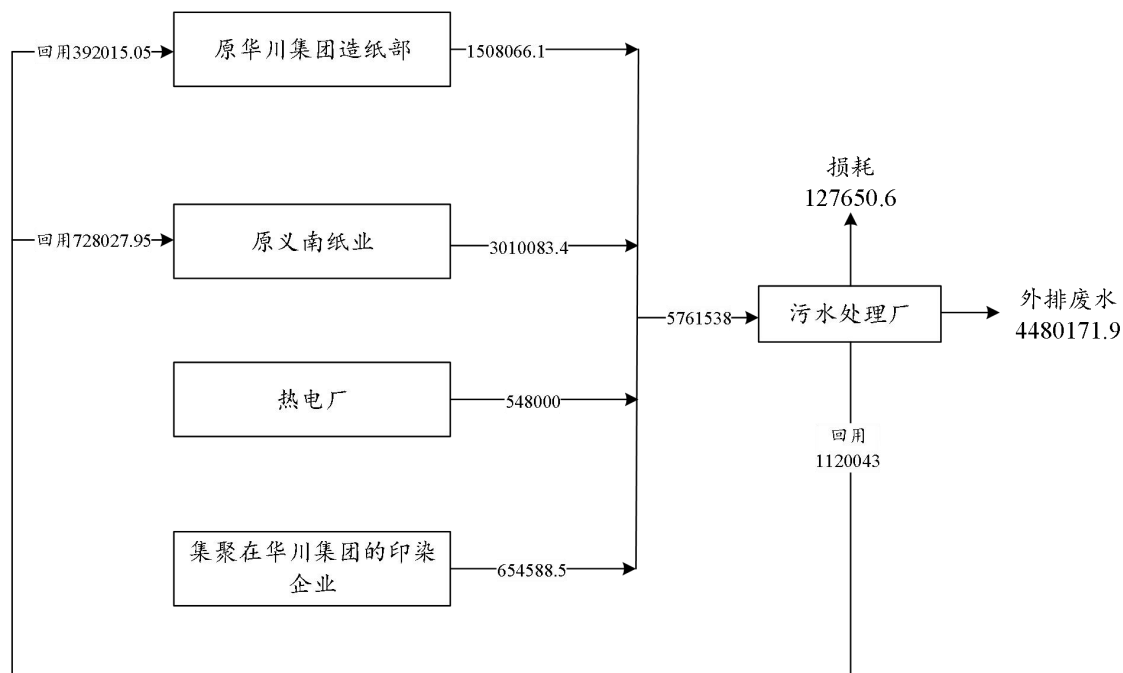 回用392015.05
原华川集团造纸部
1508066.1
损耗
127650.6
回用728027.95
原义南纸业
3010083.4
5761538
污水处理厂
外排废水
4480171.9
热电厂
548000
回用
1120043
集聚在华川集团的印染
企业
654588.5